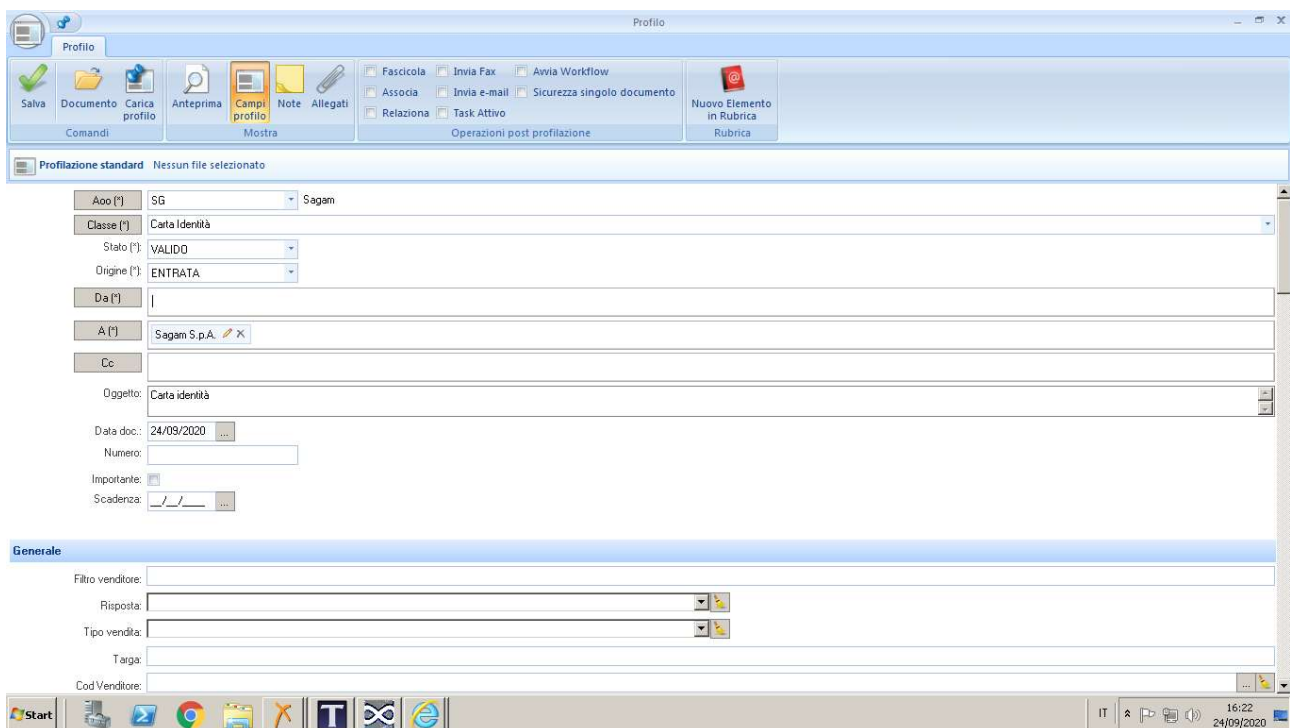 Profilo
Profilo
Salva
Documento
Carica profilo
Comandi
Anteprima
Campi profilo
Note
Allegati
Mostra
Fascicola Invia Fax Avvia Workflow
Associa Invia e-mail Sicurezza singolo documento
Relaziona Task Attivo
Operazioni post profilazione
Nuovo Elemento in Rubrica
Rubrica
Profilazione standard Nessun file selezionato
Aoo (*) SG Sagam
Classe (*) Carta Identità
Stato (*): VALIDO
Origine (*): ENTRATA
Da (*)
A (*) Sagam S.p.A.
Cc
Oggetto: Carta identità
Data doc.: 24/09/2020 ...
Numero:
Importante:
Scadenza: __/__/____ ...
Generale
Filtro venditore:
Risposta:
Tipo vendita:
Targa:
Cod Venditore: ...
Start IT 16:22
24/09/2020